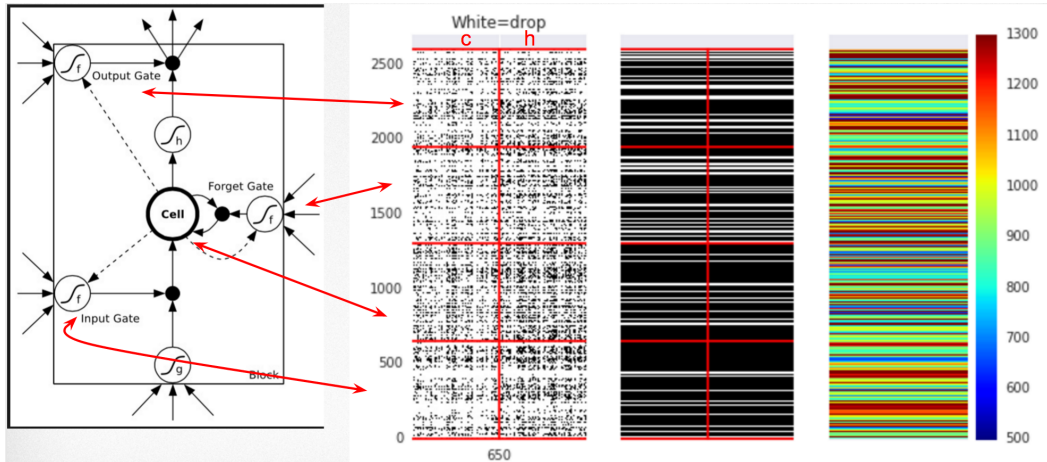 Output Gate
f
h
Forget Gate
Cell
f
f
Input Gate
g
Block
White=drop
c h
2500
2000
1500
1000
500
0
650
1300
1200
1100
1000
900
800
700
600
500